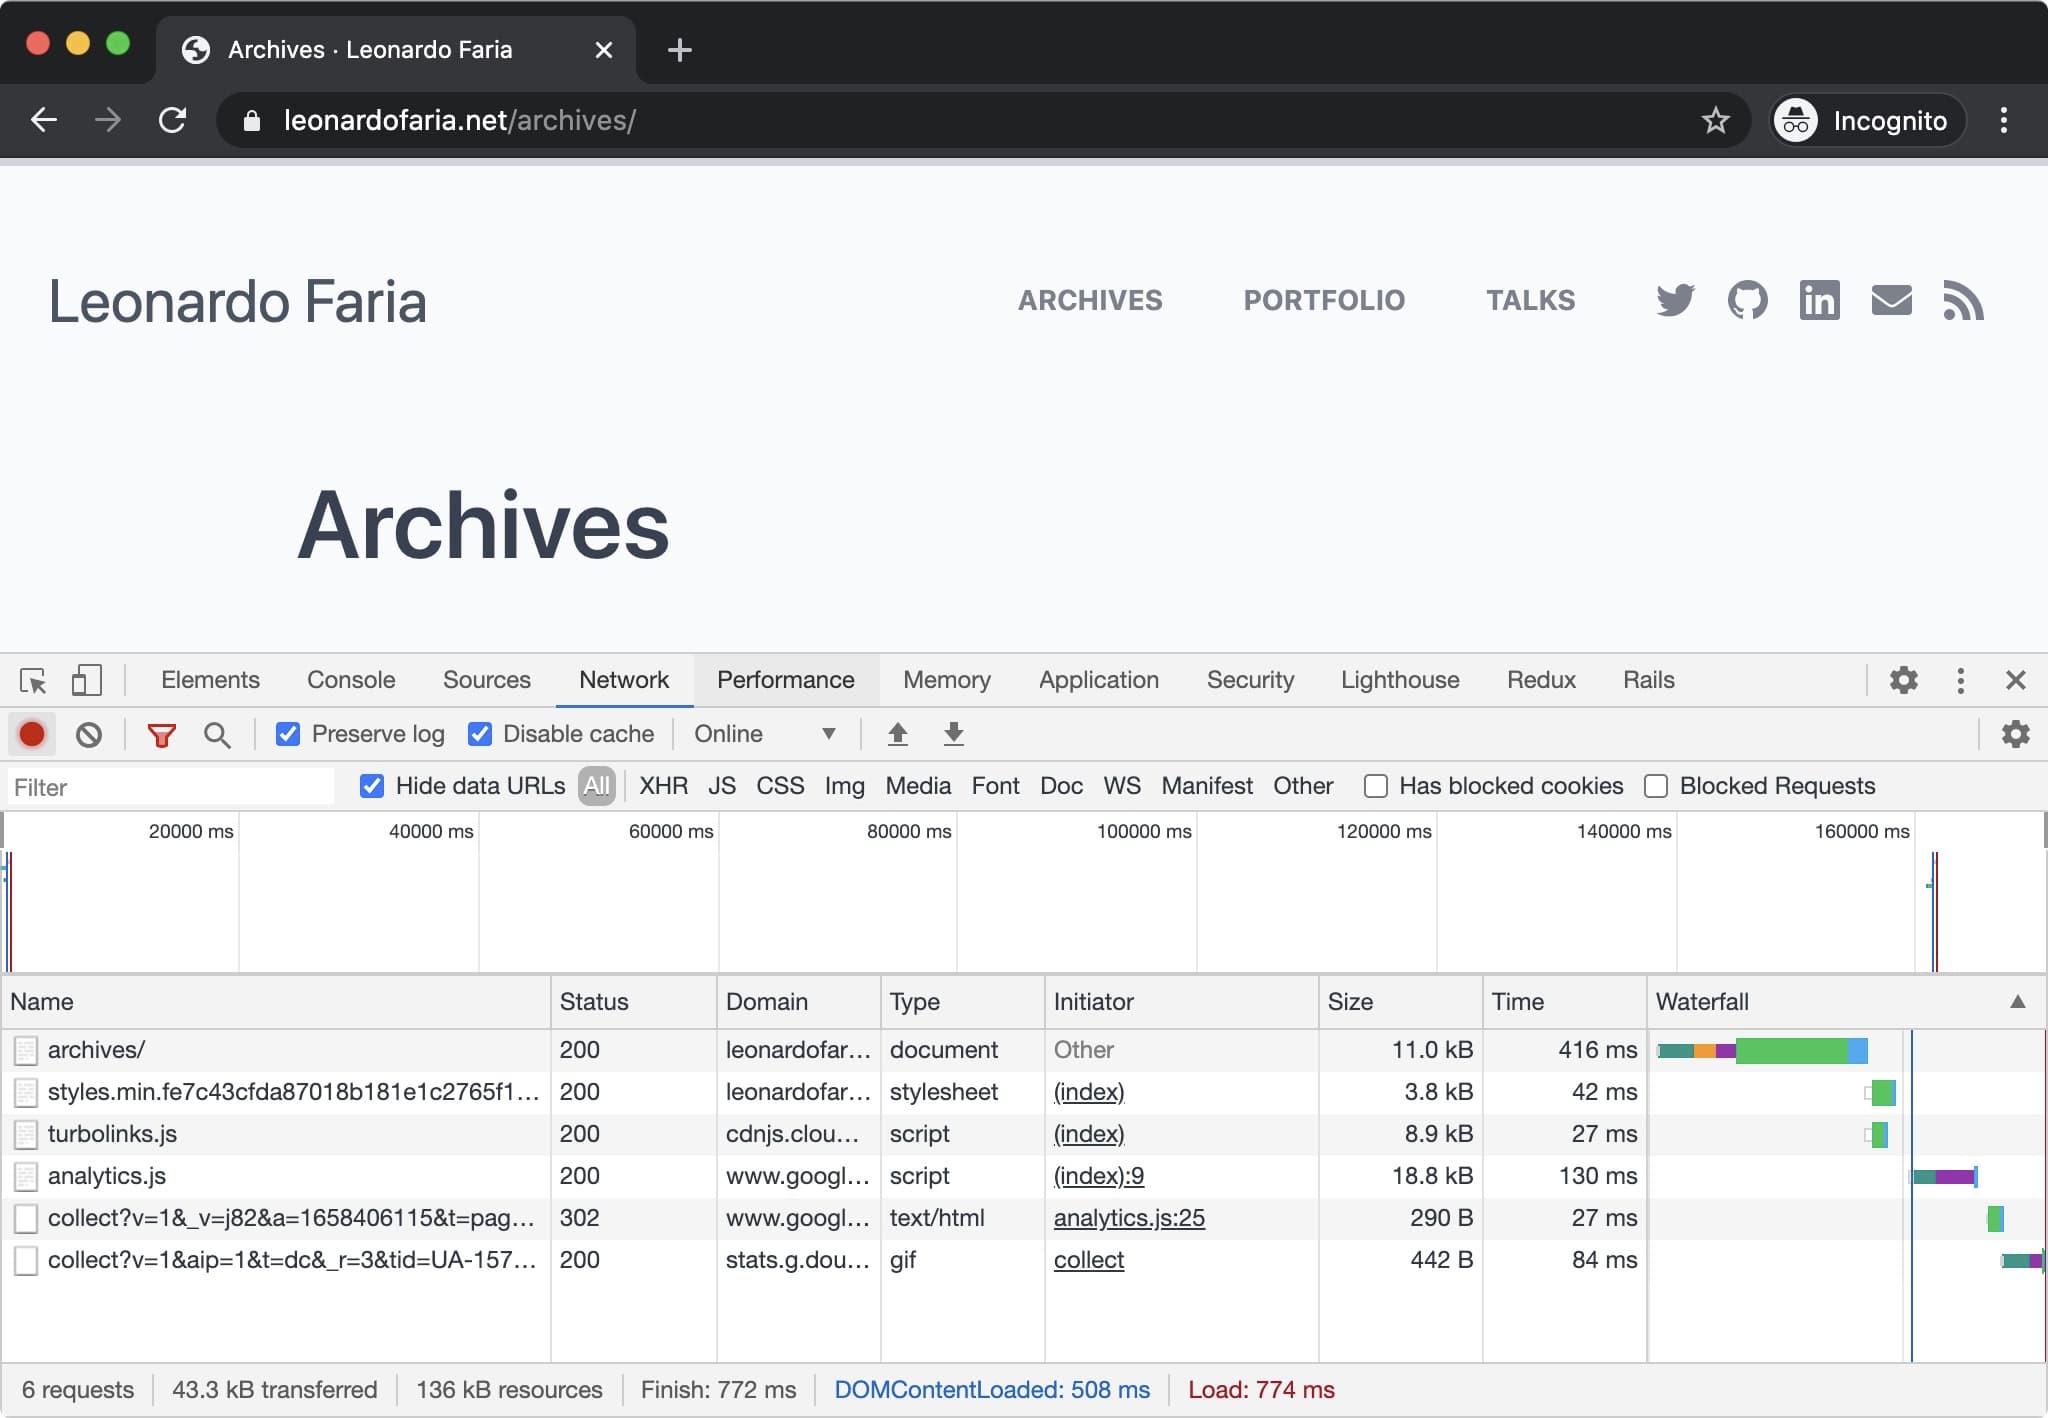 Archives · Leonardo Faria
leonardofaria.net/archives/
Incognito
Leonardo Faria
ARCHIVES PORTFOLIO TALKS
Archives
Elements Console Sources Network Performance Memory Application Security Lighthouse Redux Rails
Preserve log Disable cache Online
Filter Hide data URLs All XHR JS CSS Img Media Font Doc WS Manifest Other Has blocked cookies Blocked Requests
20000 ms 40000 ms 60000 ms 80000 ms 100000 ms 120000 ms 140000 ms 160000 ms
Name Status Domain Type Initiator Size Time Waterfall
archives/ 200 leonardofar... document Other 11.0 kB 416 ms
styles.min.fe7c43cfda87018b181e1c2765f1... 200 leonardofar... stylesheet (index) 3.8 kB 42 ms
turbolinks.js 200 cdnjs.clou... script (index) 8.9 kB 27 ms
analytics.js 200 www.googl... script (index):9 18.8 kB 130 ms
collect?v=1&_v=j82&a=1658406115&t=pag... 302 www.googl... text/html analytics.js:25 290 B 27 ms
collect?v=1&aip=1&t=dc&_r=3&tid=UA-157... 200 stats.g.dou... gif collect 442 B 84 ms
6 requests 43.3 kB transferred 136 kB resources Finish: 772 ms DOMContentLoaded: 508 ms Load: 774 ms